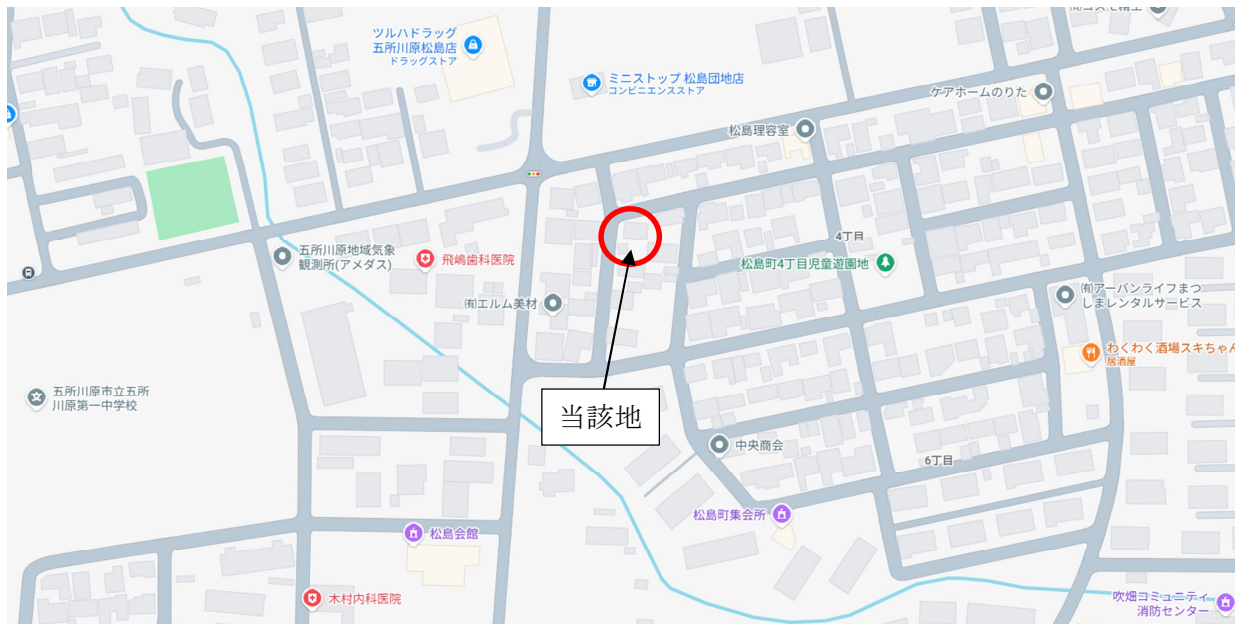 ツルハドラッグ
五所川原松島店
ドラッグストア
ミニストップ 松島団地店
コンビニエンスストア
ケアホームのりた
松島理容室
4丁目
五所川原地域気象
観測所(アメダス)
飛嶋歯科医院
松島町4丁目児童遊園地
㈲エルム美材
㈲アーバンライフまつ
しまレンタルサービス
わくわく酒場スキちゃん
居酒屋
五所川原市立五所
川原第一中学校
当該地
中央商会
6丁目
松島町集会所
松島会館
木村内科医院
吹畑コミュニティ
消防センター